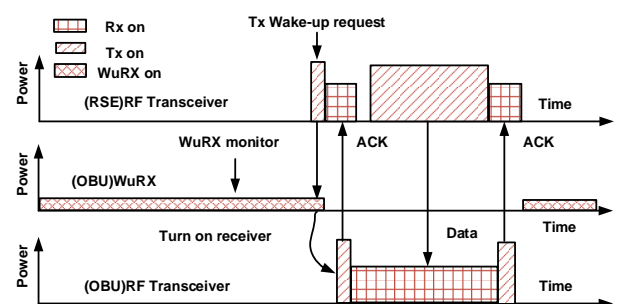 Tx Wake-up request
Rx on
Tx on
WuRX on
Power
(RSE)RF Transceiver
Time
WuRX monitor
ACK
ACK
Power
(OBU)WuRX
Time
Turn on receiver
Data
Power
(OBU)RF Transceiver
Time